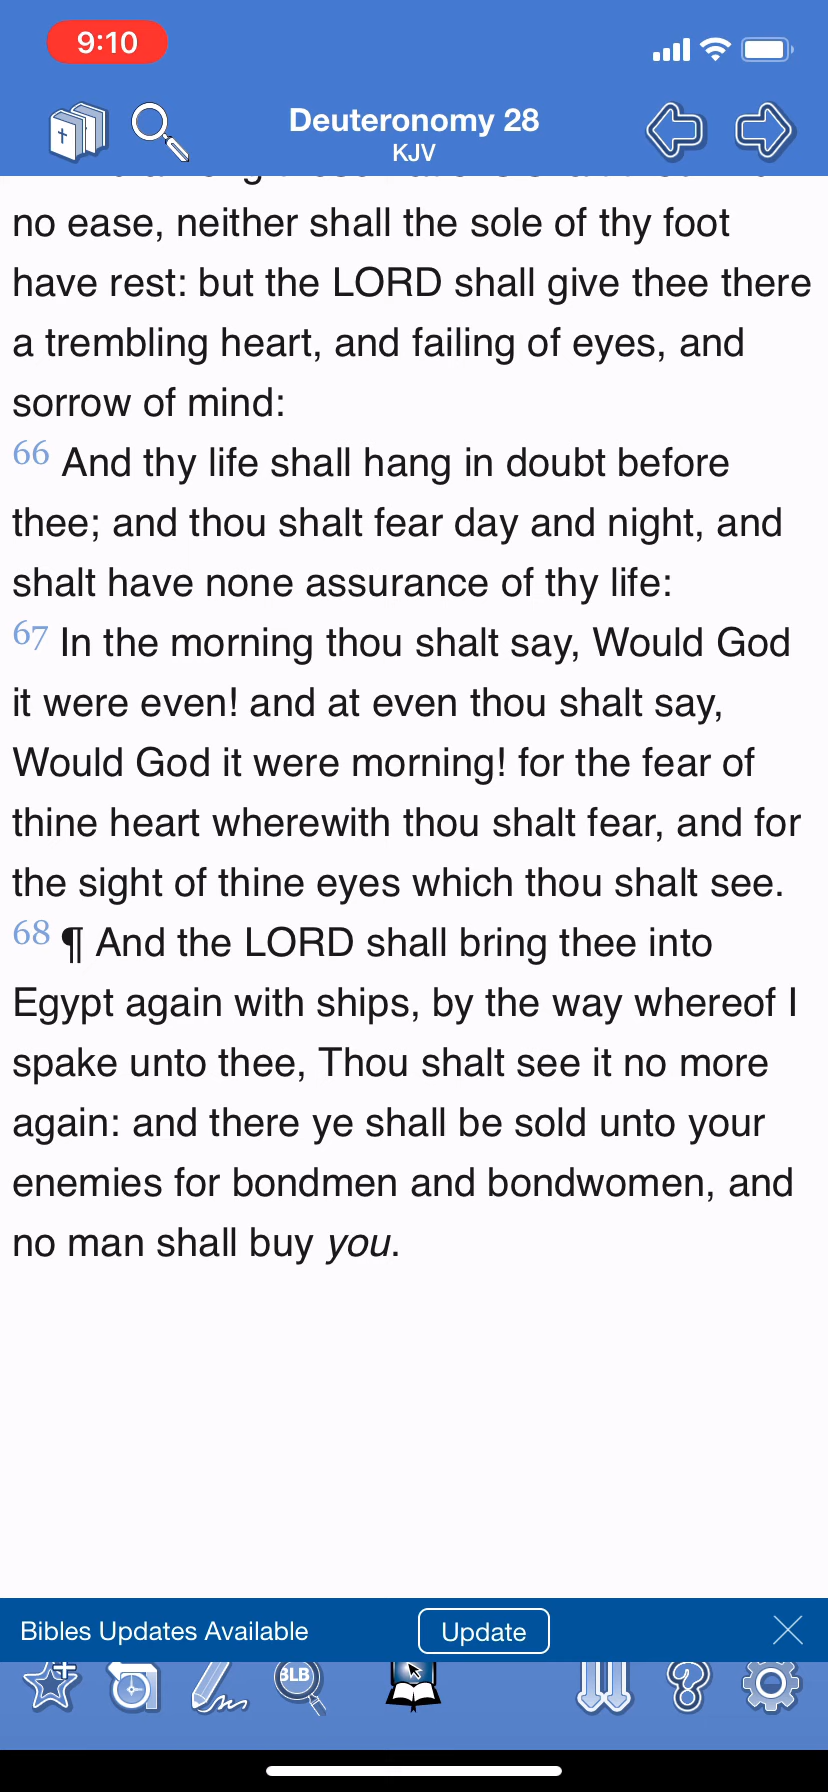 9:10
Deuteronomy 28
KJV
no ease, neither shall the sole of thy foot
have rest: but the LORD shall give thee there
a trembling heart, and failing of eyes, and
sorrow of mind:
66 And thy life shall hang in doubt before
thee; and thou shalt fear day and night, and
shalt have none assurance of thy life:
67 In the morning thou shalt say, Would God
it were even! and at even thou shalt say,
Would God it were morning! for the fear of
thine heart wherewith thou shalt fear, and for
the sight of thine eyes which thou shalt see.
68 ¶ And the LORD shall bring thee into
Egypt again with ships, by the way whereof I
spake unto thee, Thou shalt see it no more
again: and there ye shall be sold unto your
enemies for bondmen and bondwomen, and
no man shall buy you.
Bibles Updates Available
Update
BLB